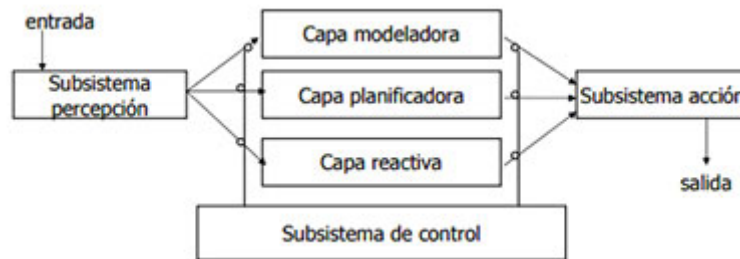 entrada
Capa modeladora
Subsistema
percepción
Capa planificadora
Subsistema acción
Capa reactiva
salida
Subsistema de control